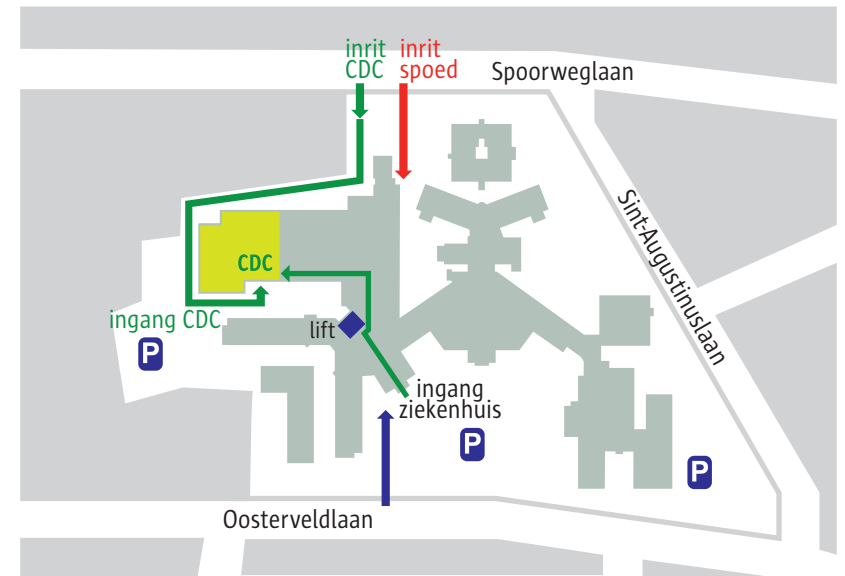 inrit
CDC
inrit
spoed
Spoorweglaan
Sint-Augustinuslaan
CDC
ingang CDC
lift
P
ingang
ziekenhuis
P
P
Oosterveldlaan